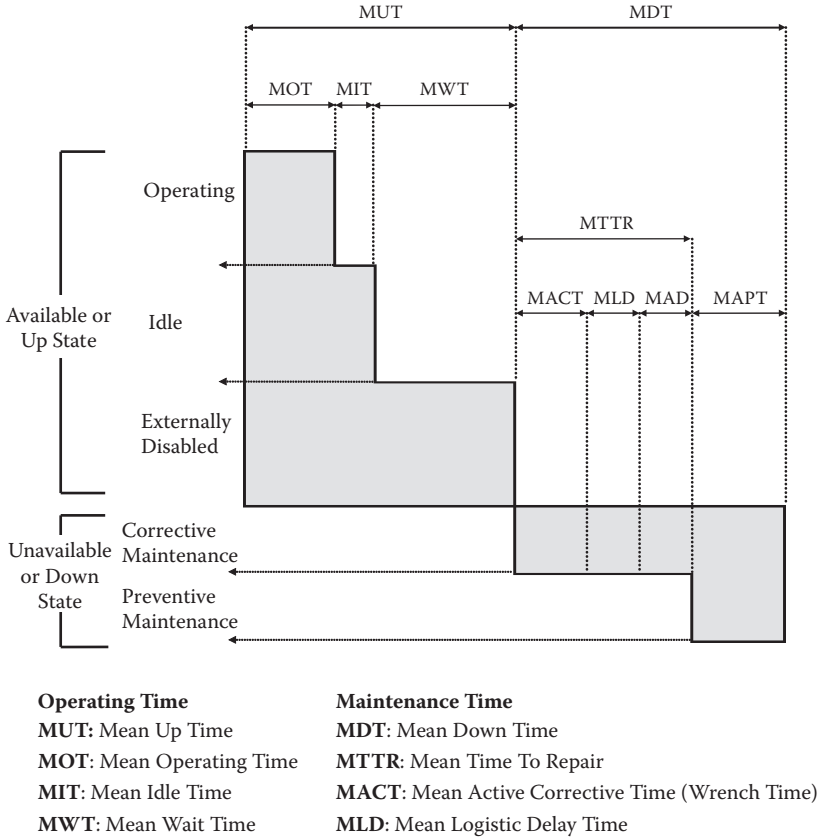 MUT MDT
MOT MIT MWT
Operating
MTTR
MACT MLD MAD MAPT
Available or
Up State
Idle
Externally
Disabled
Corrective
Maintenance
Unavailable
or Down
State
Preventive
Maintenance
Operating Time Maintenance Time
MUT: Mean Up Time MDT: Mean Down Time
MOT: Mean Operating Time MTTR: Mean Time To Repair
MIT: Mean Idle Time MACT: Mean Active Corrective Time (Wrench Time)
MWT: Mean Wait Time MLD: Mean Logistic Delay Time